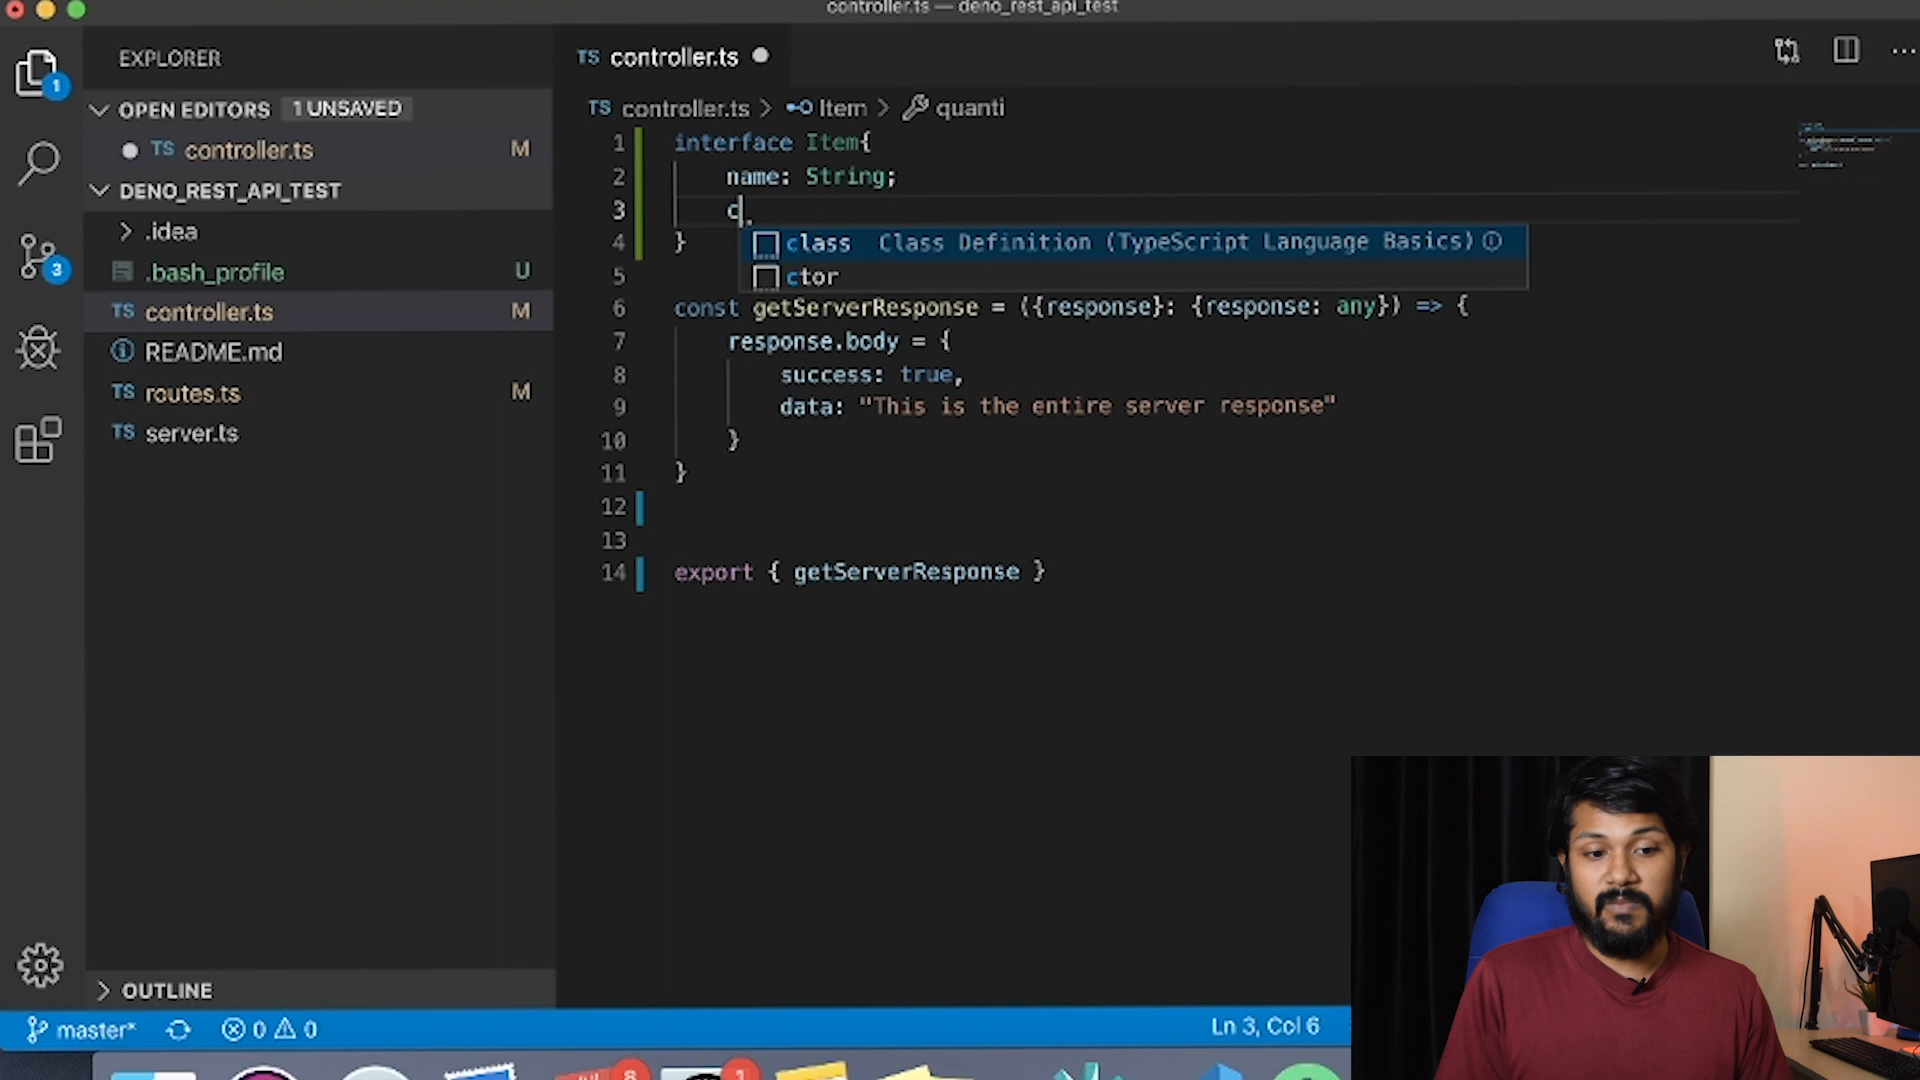 controller.ts — deno_rest_api_test
EXPLORER
OPEN EDITORS 1 UNSAVED
TS controller.ts M
DENO_REST_API_TEST
.idea
.bash_profile U
TS controller.ts M
README.md
TS routes.ts M
TS server.ts
OUTLINE
1
3
TS controller.ts
TS controller.ts > Item > quanti
1 interface Item{
2 name: String;
3 c
class Class Definition (TypeScript Language Basics)
ctor
4 }
5
6 const getServerResponse = ({response}: {response: any}) => {
7 response.body = {
8 success: true,
9 data: "This is the entire server response"
10 }
11 }
12
13
14 export { getServerResponse }
master* 0 0 Ln 3, Col 6
8
1